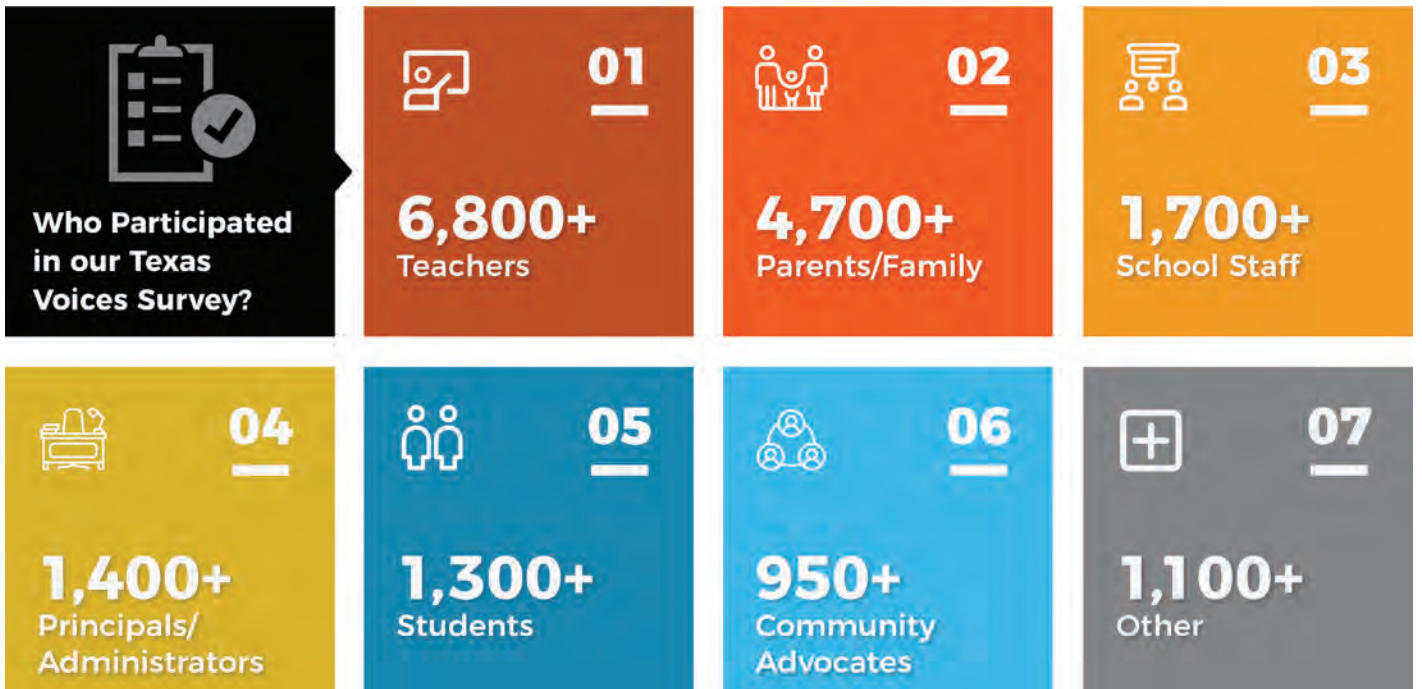 Who Participated
in our Texas
Voices Survey?
01
6,800+
Teachers
02
4,700+
Parents/Family
03
1,700+
School Staff
04
1,400+
Principals/
Administrators
05
1,300+
Students
06
950+
Community
Advocates
07
1,100+
Other